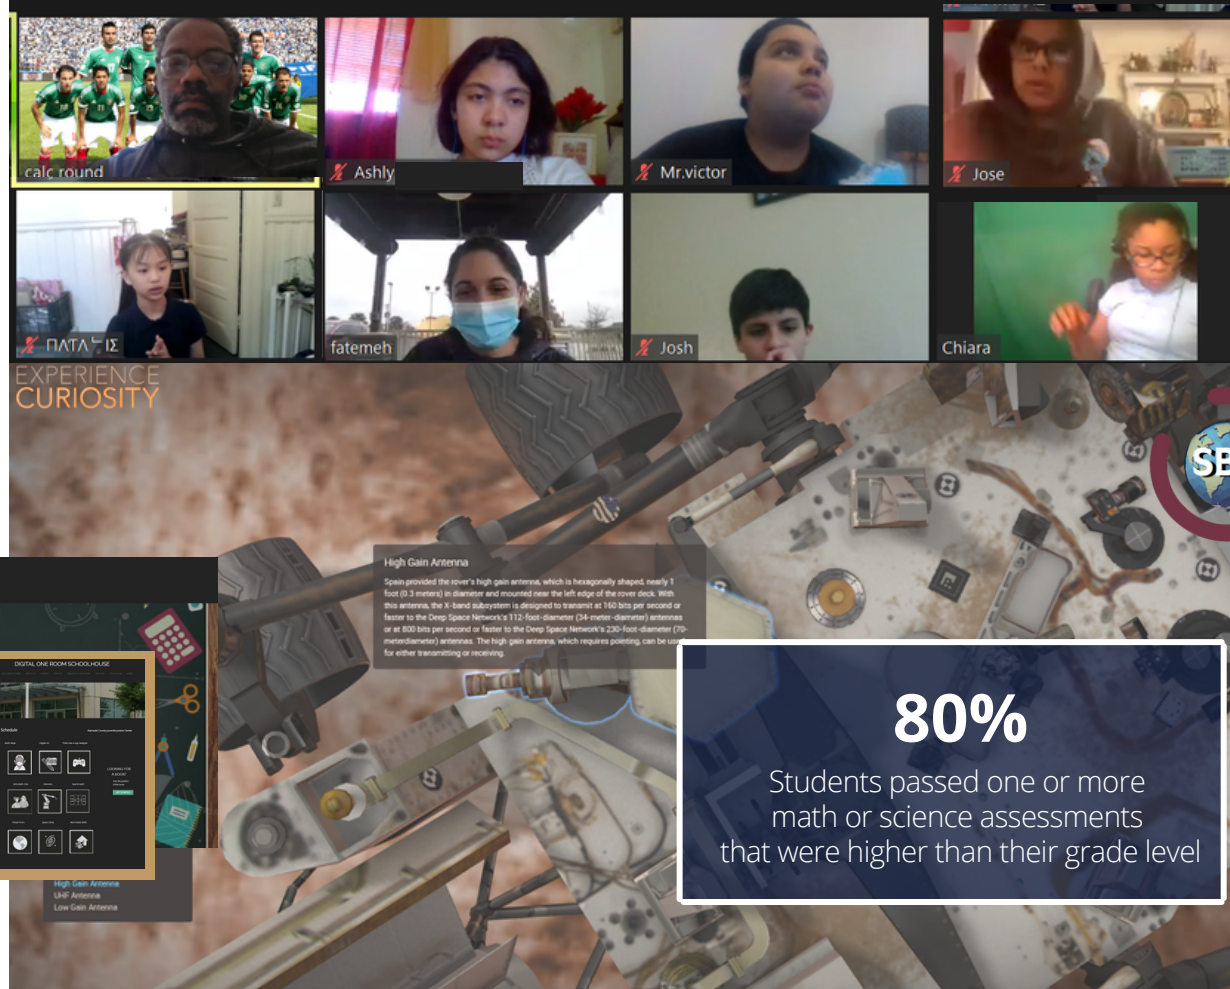 calc round
Ashly
Mr.victor
Jose
fatemeh
Josh
Chiara
EXPERIENCE
CURIOSITY
High Gain Antenna
Spain provided the rover's high gain antenna, which is hexagonally shaped, nearly 1
foot (0.3 meters) in diameter and mounted near the left edge of the rover deck. With
this antenna, the X-band subsystem is designed to transmit at 160 bits per second or
faster to the Deep Space Network's 112-foot-diameter (34-meter-diameter) antennas
or at 800 bits per second or faster to the Deep Space Network's 230-foot-diameter (70-
meterdiameter) antennas. The high gain antenna, which requires pointing, can be use
for either transmitting or receiving.
DIGITAL ONE ROOM SCHOOLHOUSE
Schedule
High Gain Antenna
UHF Antenna
Low Gain Antenna
80%
Students passed one or more
math or science assessments
that were higher than their grade level